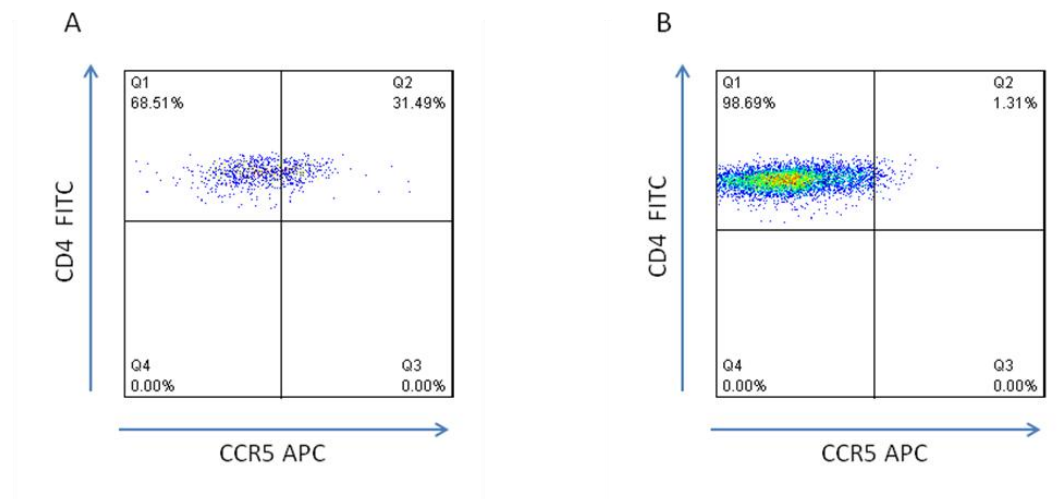 A
Q1
68.51%
Q2
31.49%
CD4 FITC
Q4
0.00%
Q3
0.00%
CCR5 APC
B
Q1
98.69%
Q2
1.31%
CD4 FITC
Q4
0.00%
Q3
0.00%
CCR5 APC